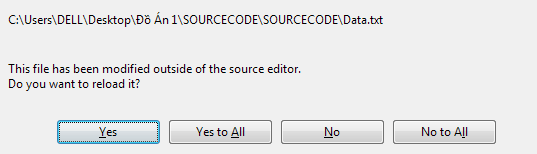 C:\Users\DELL\Desktop\Đồ Án 1\SOURCECODE\SOURCECODE\Data.txt
This file has been modified outside of the source editor.
Do you want to reload it?
Yes Yes to All No No to All